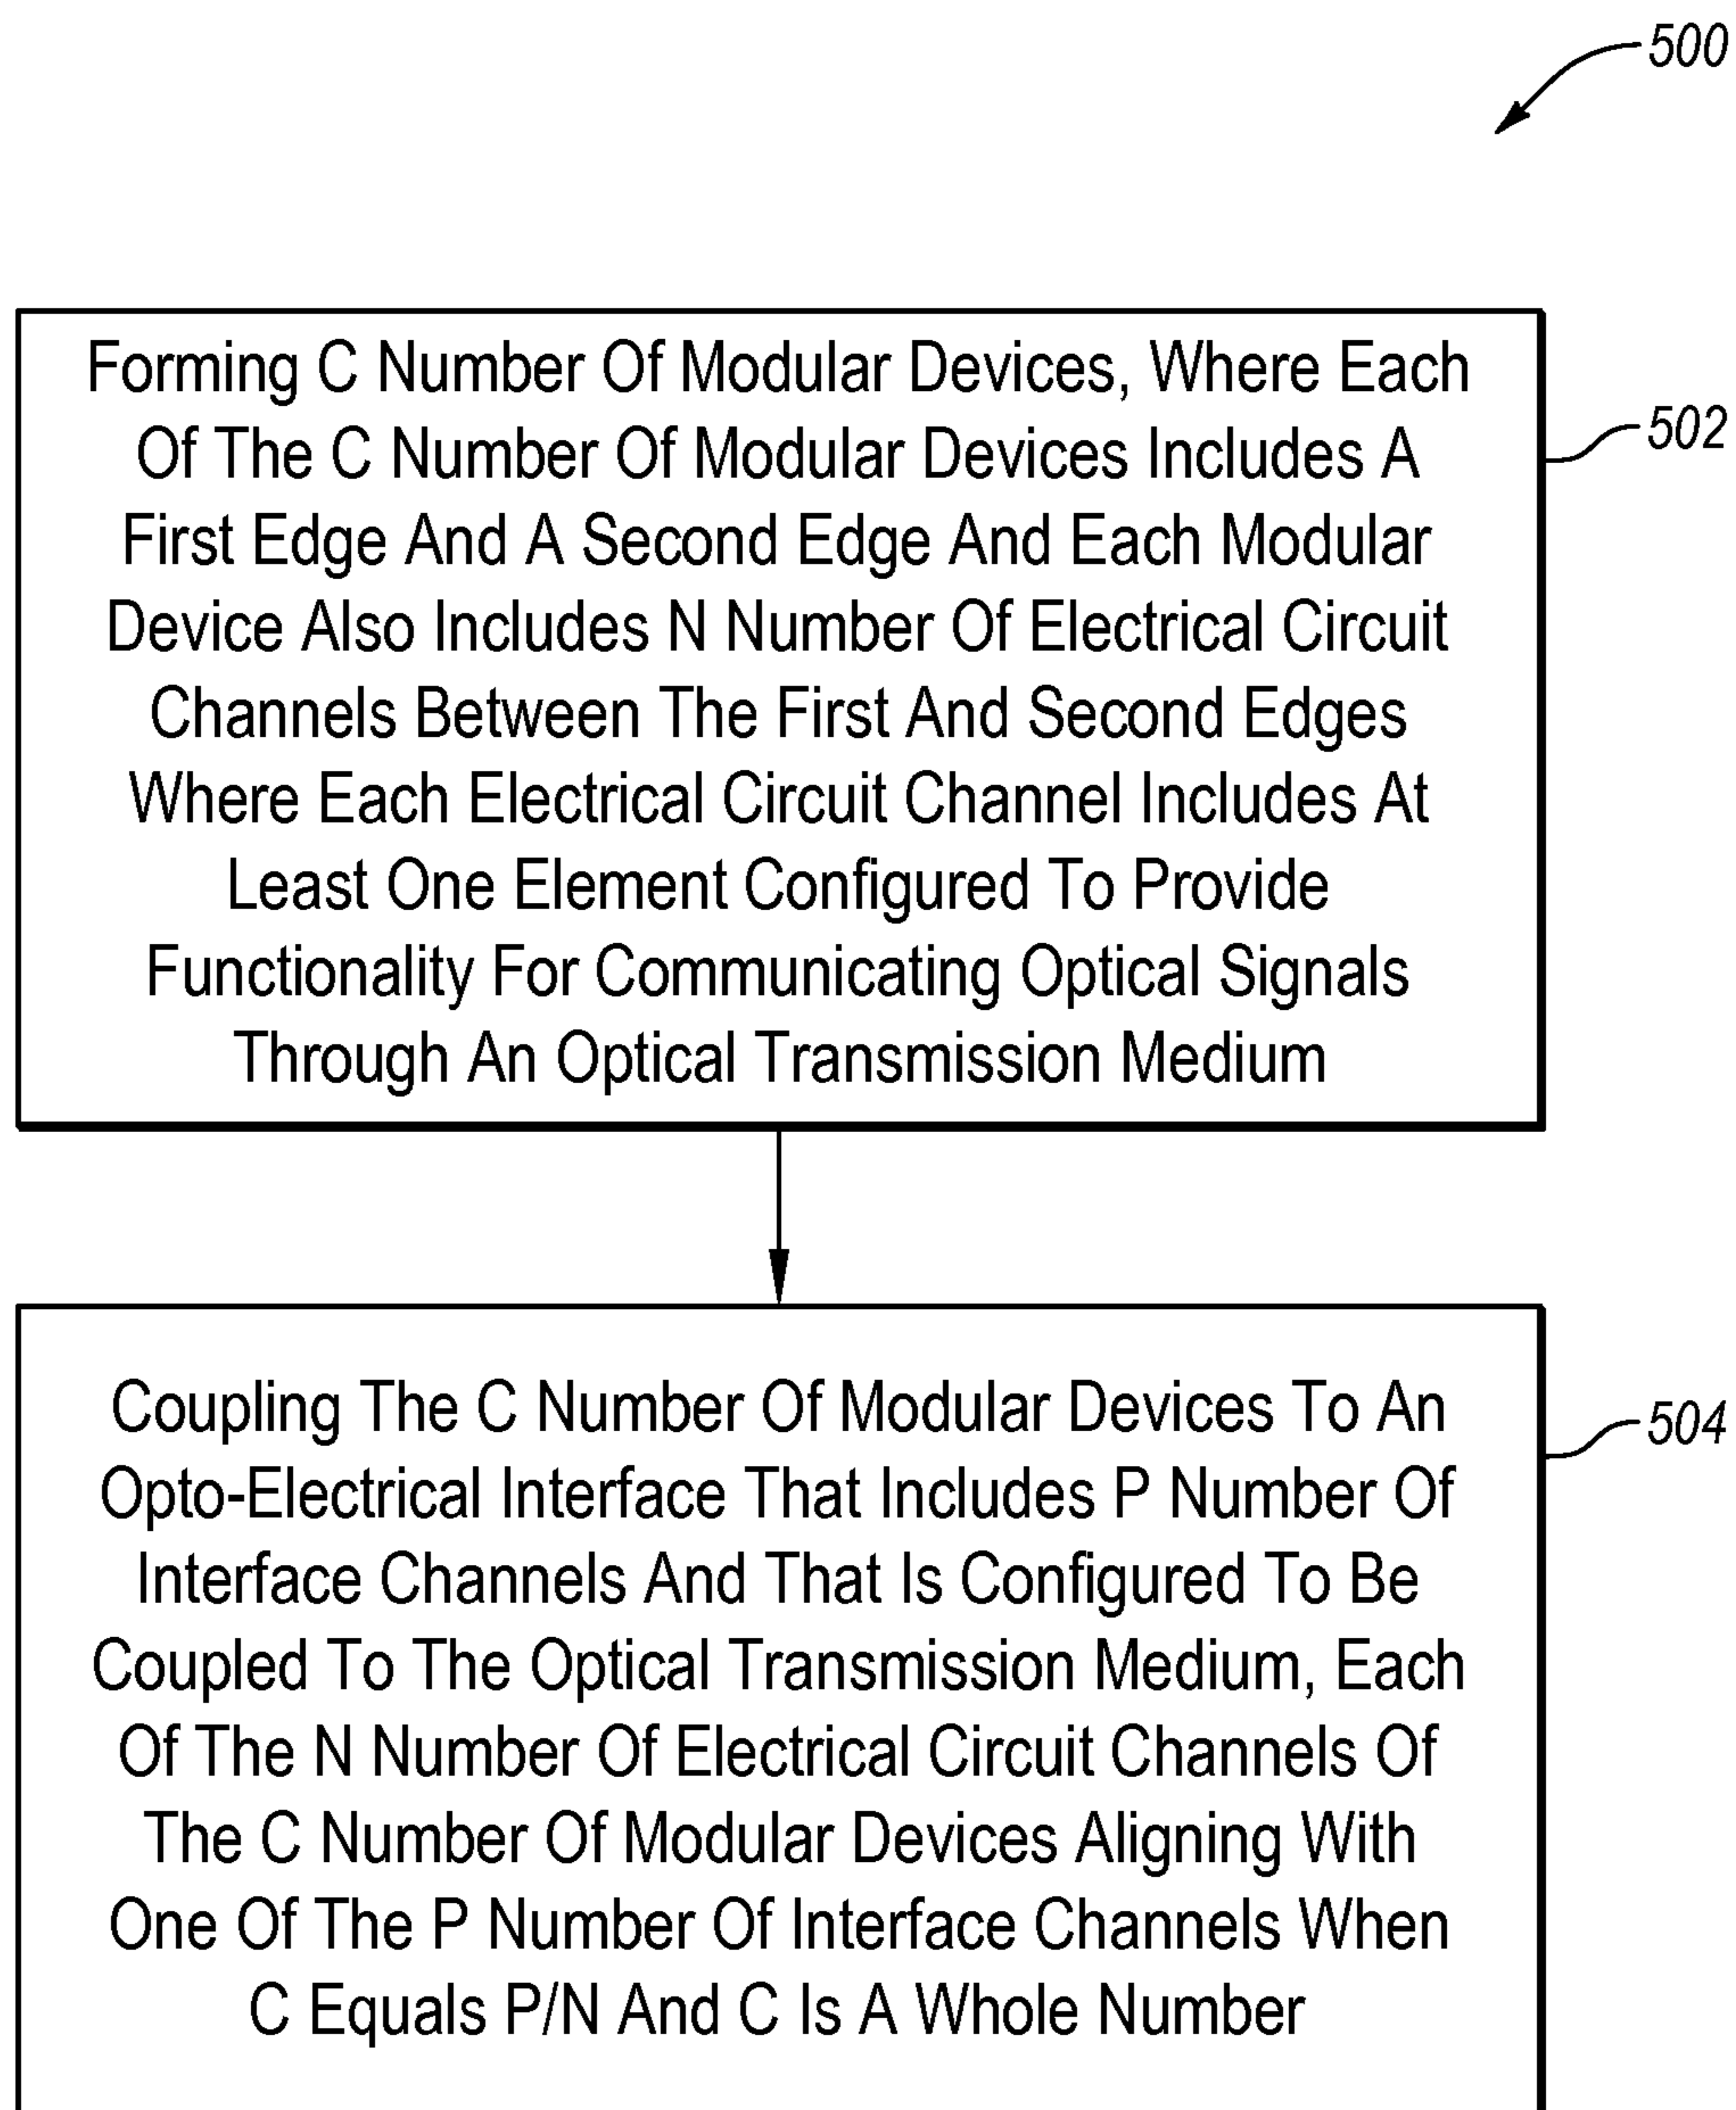 500
Forming C Number Of Modular Devices, Where Each
Of The C Number Of Modular Devices Includes A
First Edge And A Second Edge And Each Modular
Device Also Includes N Number Of Electrical Circuit
Channels Between The First And Second Edges
Where Each Electrical Circuit Channel Includes At
Least One Element Configured To Provide
Functionality For Communicating Optical Signals
Through An Optical Transmission Medium
502
Coupling The C Number Of Modular Devices To An
Opto-Electrical Interface That Includes P Number Of
Interface Channels And That Is Configured To Be
Coupled To The Optical Transmission Medium, Each
Of The N Number Of Electrical Circuit Channels Of
The C Number Of Modular Devices Aligning With
One Of The P Number Of Interface Channels When
C Equals P/N And C Is A Whole Number
504